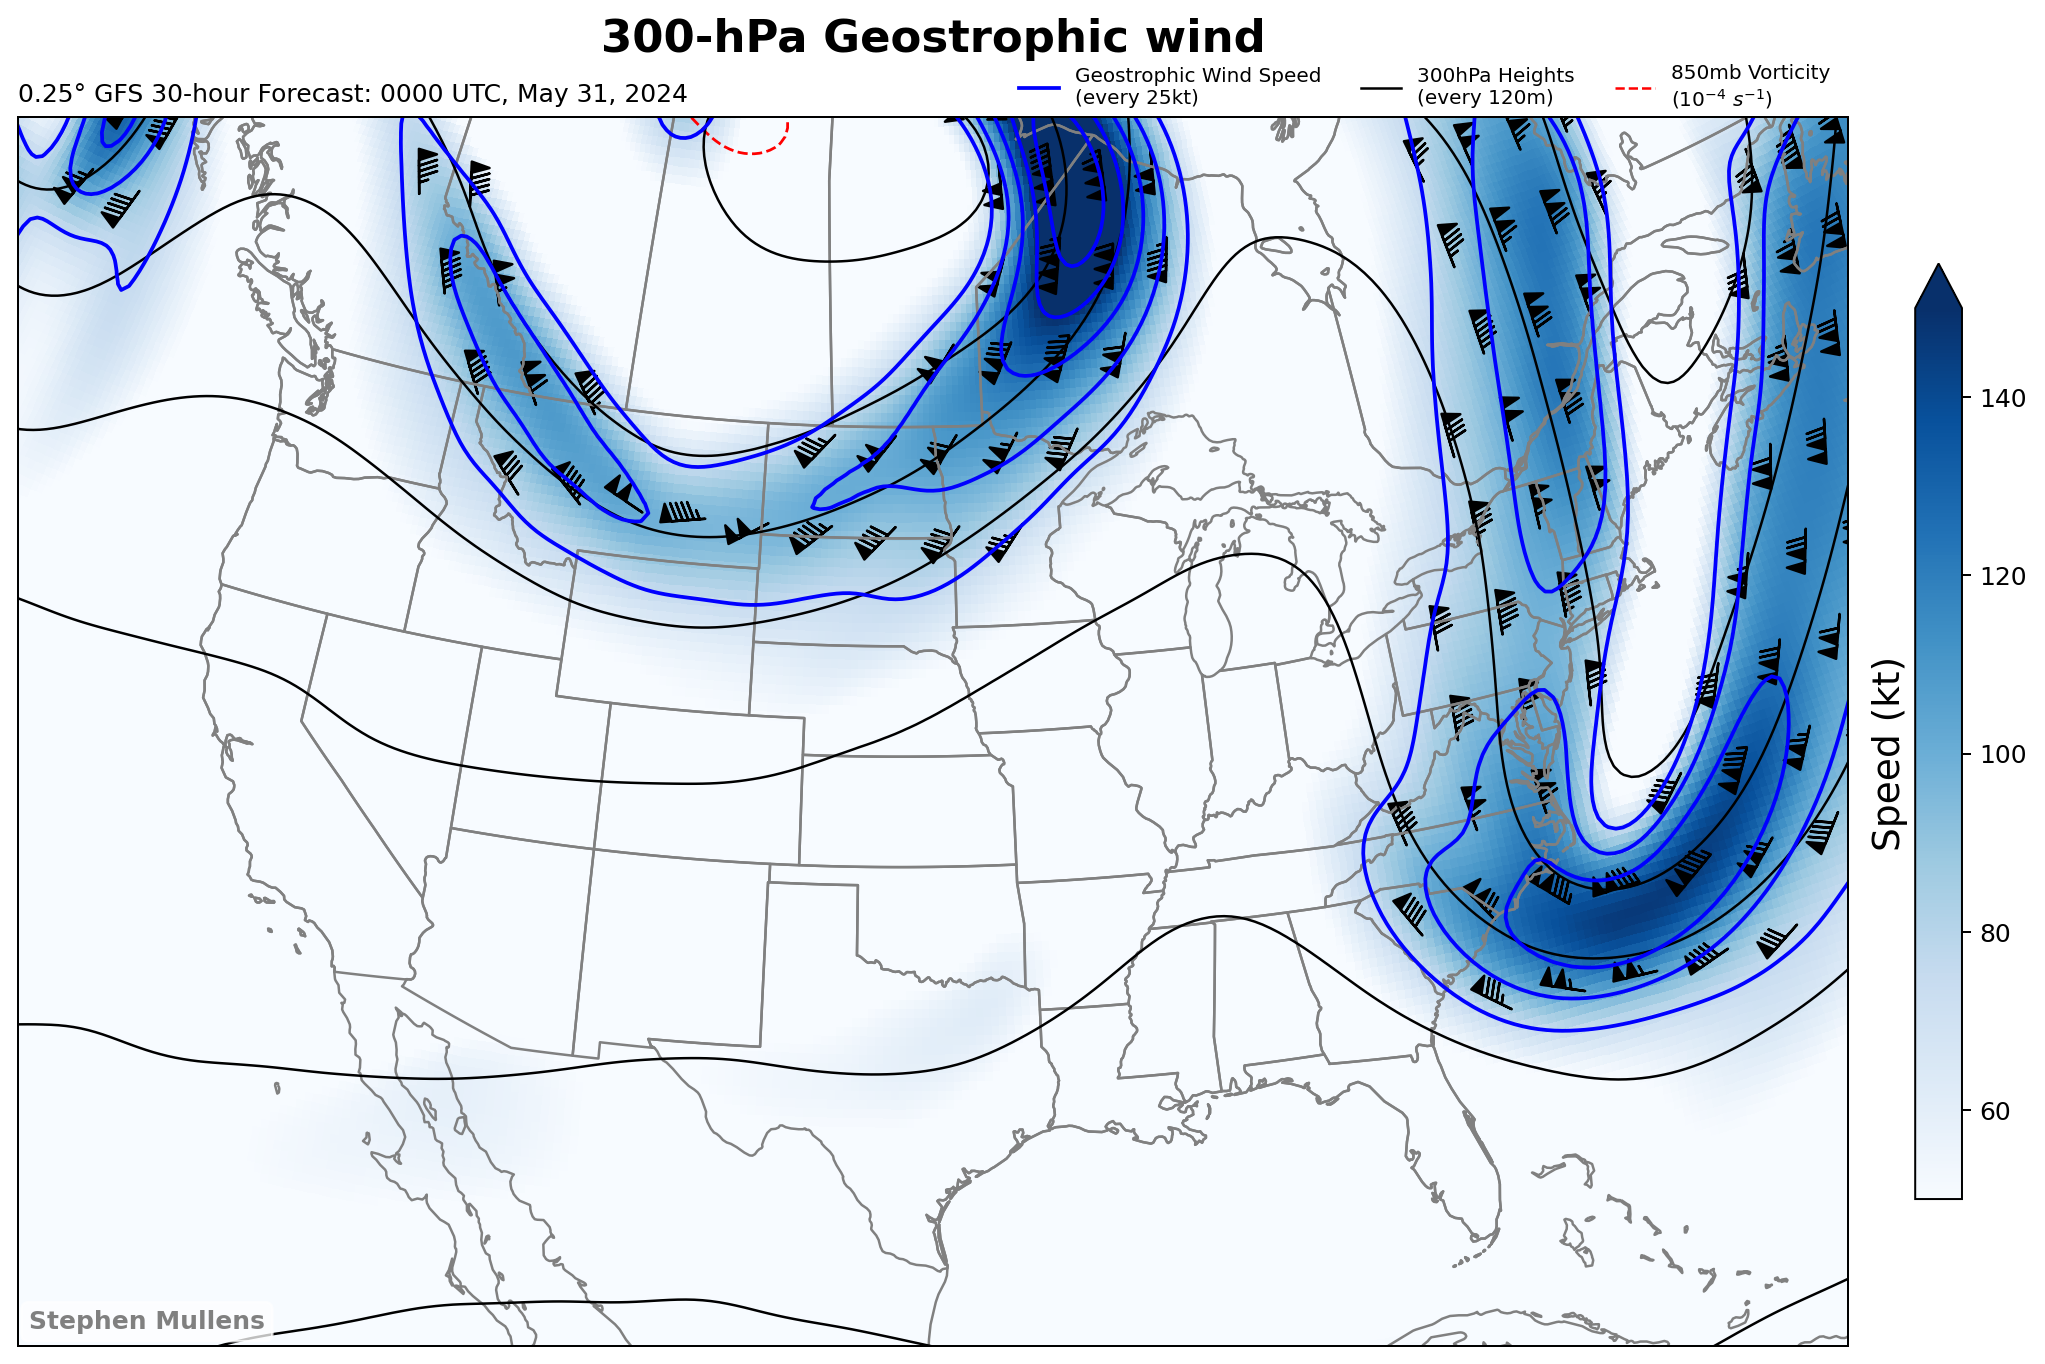 300-hPa Geostrophic wind
0.25° GFS 30-hour Forecast: 0000 UTC, May 31, 2024
Geostrophic Wind Speed
(every 25kt)
300hPa Heights
(every 120m)
850mb Vorticity
(10⁻⁴ s⁻¹)
140
120
100
80
60
Speed (kt)
Stephen Mullens